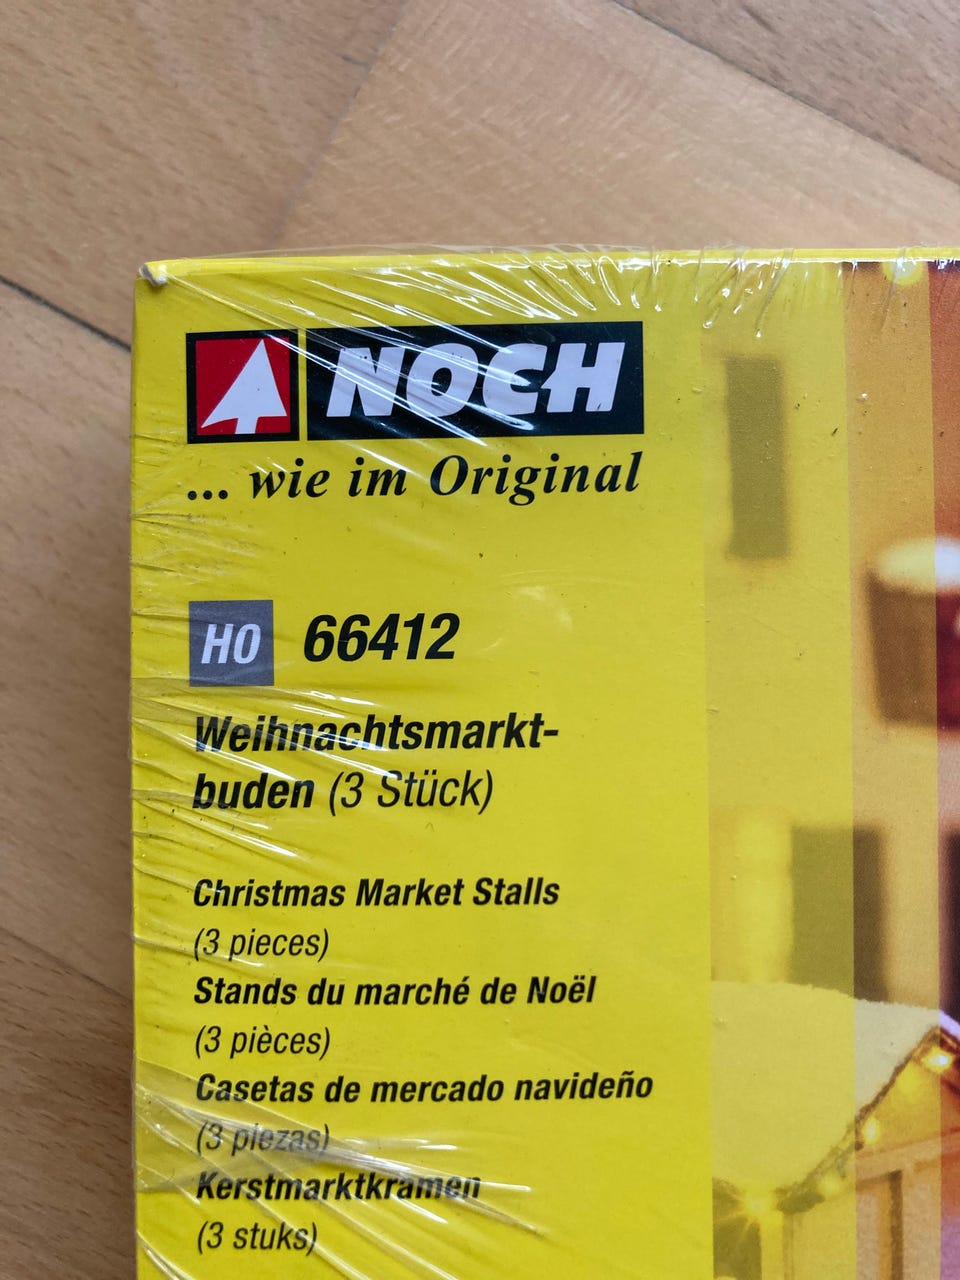 NOCH
... wie im Original
H0 66412
Weihnachtsmarkt-
buden (3 Stück)
Christmas Market Stalls
(3 pieces)
Stands du marché de Noël
(3 pièces)
Casetas de mercado navideño
(3 piezas)
Kerstmarktkramen
(3 stuks)